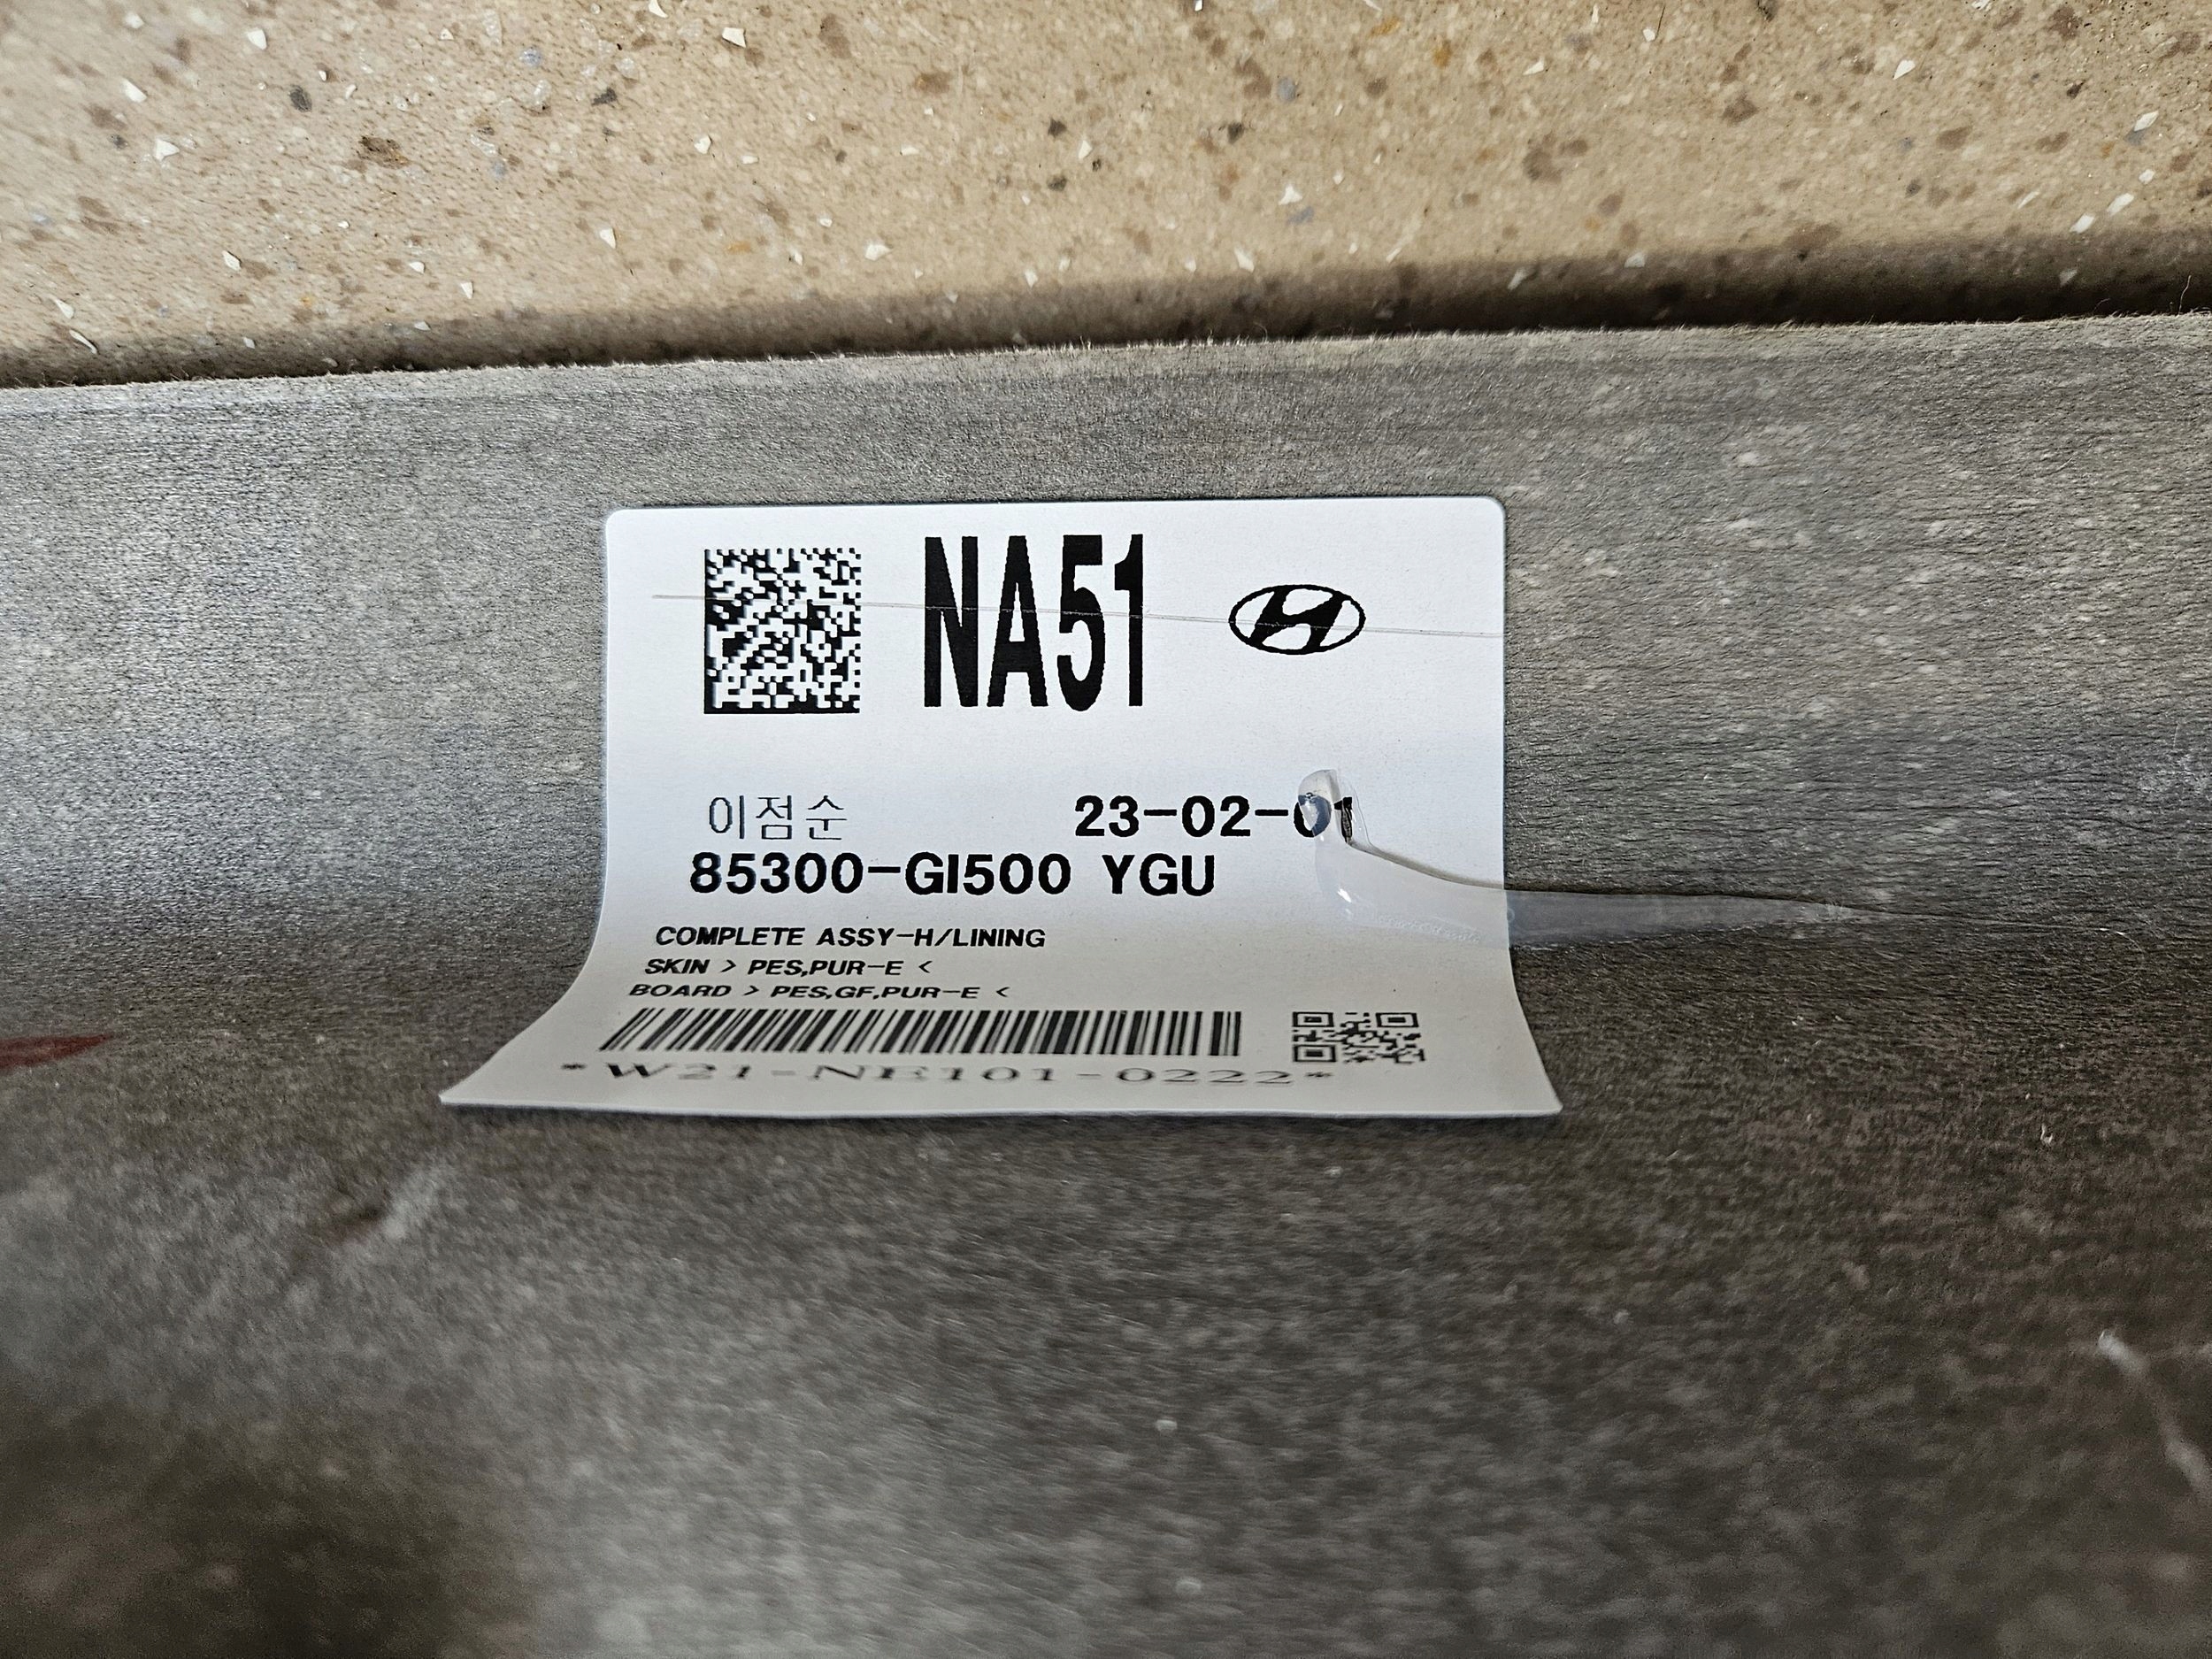 NA51
이점순 23-02-01
85300-GI500 YGU
COMPLETE ASSY-H/LINING
SKIN > PES,PUR-E <
BOARD > PES,GF,PUR-E <
*W21-NE101-0222*